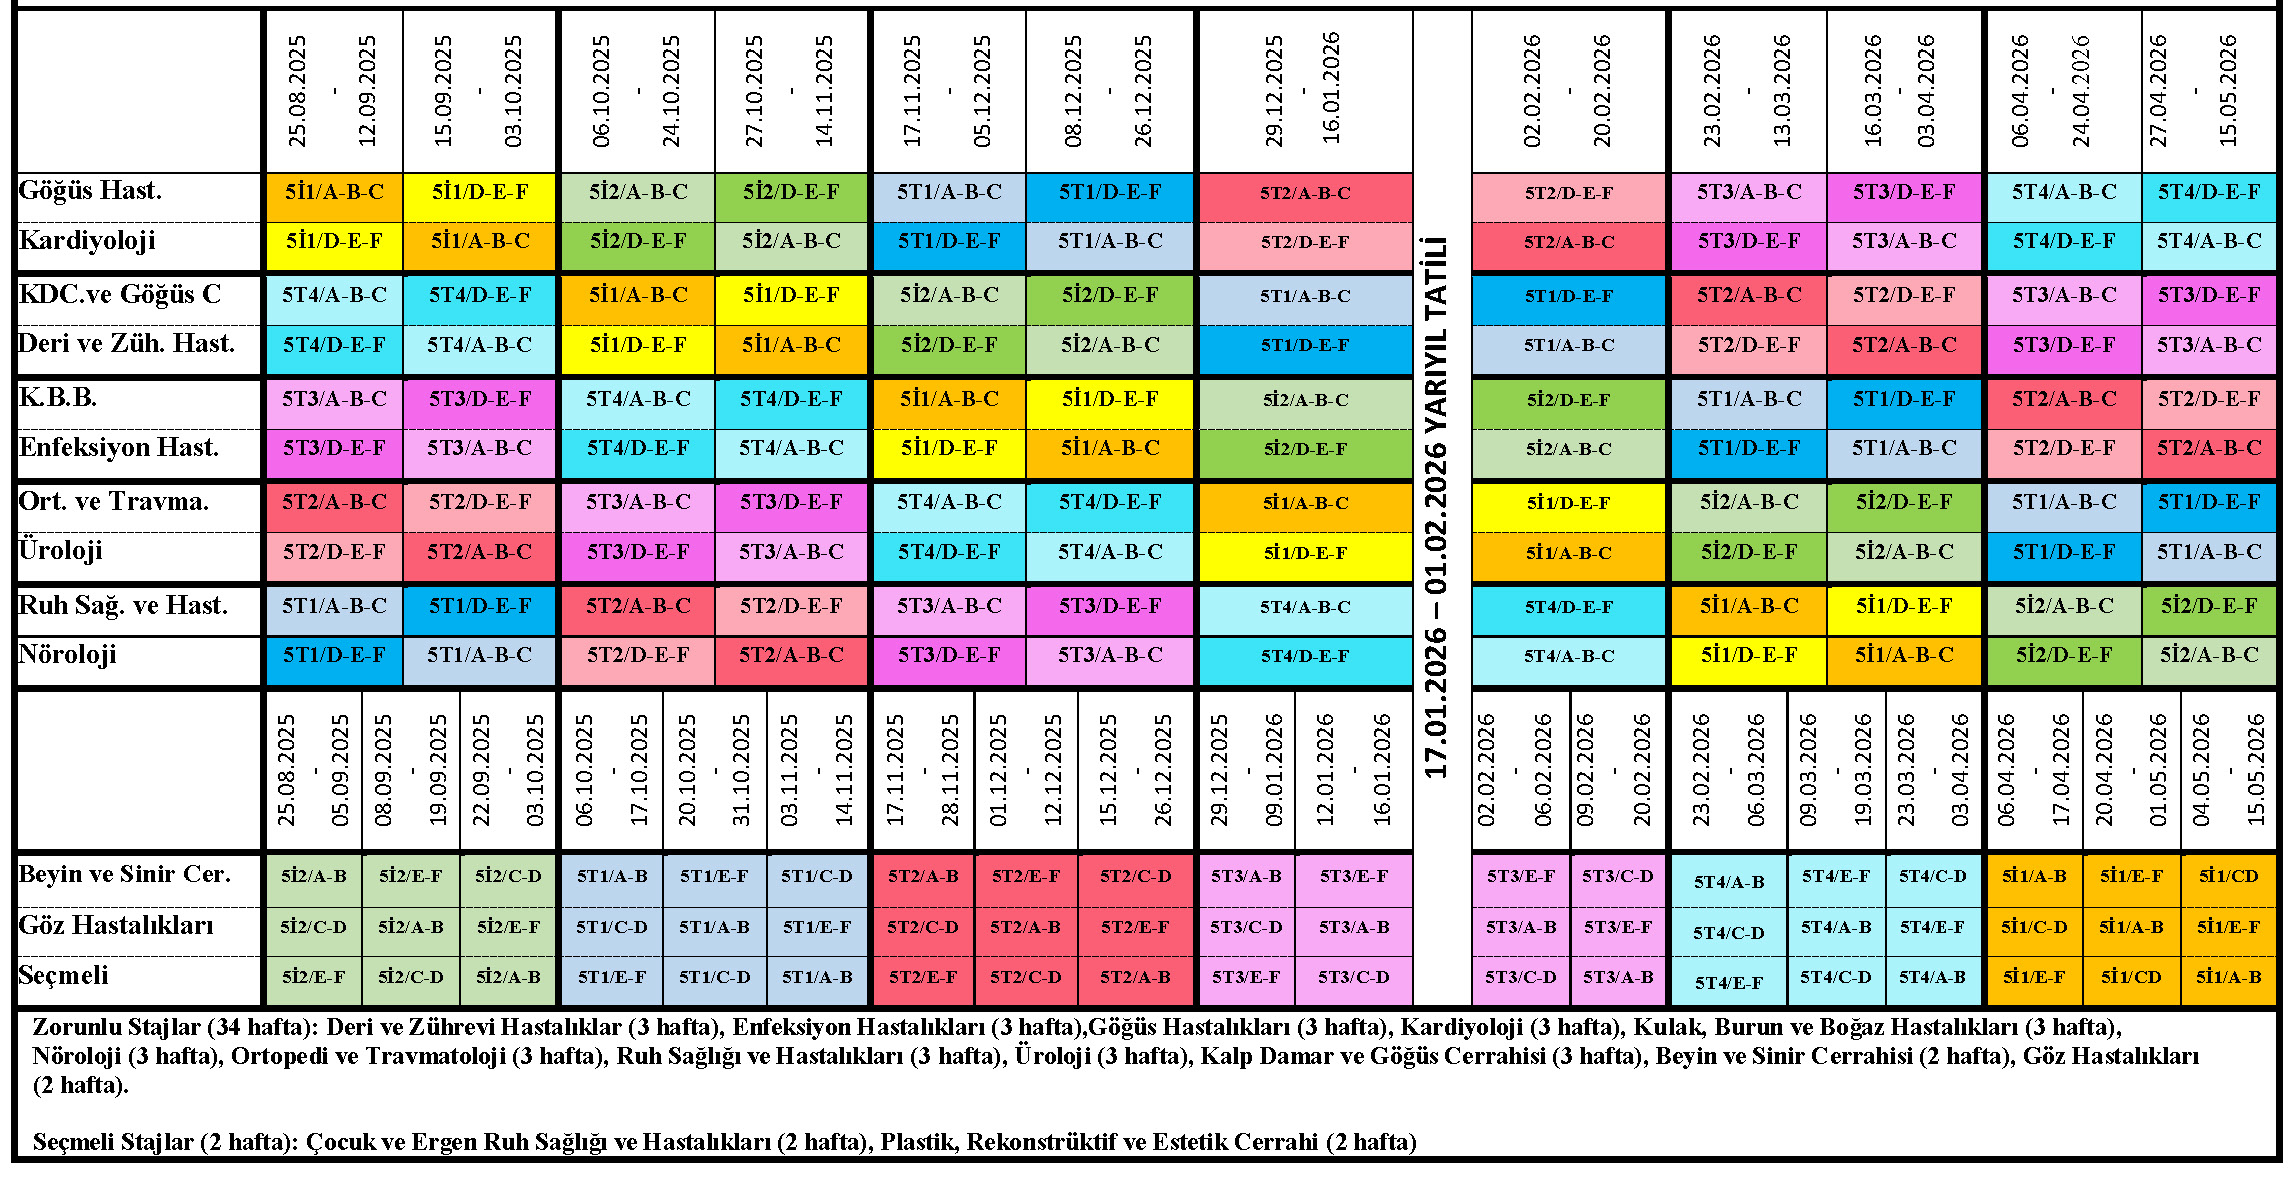 25.08.2025 - 12.09.2025 15.09.2025 - 03.10.2025 06.10.2025 - 24.10.2025 27.10.2025 - 14.11.2025 17.11.2025 - 05.12.2025 08.12.2025 - 26.12.2025 29.12.2025 - 16.01.2026 17.01.2026 – 01.02.2026 YARIYIL TATİLİ 02.02.2026 - 20.02.2026 23.02.2026 - 13.03.2026 16.03.2026 - 03.04.2026 06.04.2026 - 24.04.2026 27.04.2026 - 15.05.2026
Göğüs Hast. 5İ1/A-B-C 5İ1/D-E-F 5İ2/A-B-C 5İ2/D-E-F 5T1/A-B-C 5T1/D-E-F 5T2/A-B-C 5T2/D-E-F 5T3/A-B-C 5T3/D-E-F 5T4/A-B-C 5T4/D-E-F
Kardiyoloji 5İ1/D-E-F 5İ1/A-B-C 5İ2/D-E-F 5İ2/A-B-C 5T1/D-E-F 5T1/A-B-C 5T2/D-E-F 5T2/A-B-C 5T3/D-E-F 5T3/A-B-C 5T4/D-E-F 5T4/A-B-C
KDC.ve Göğüs C 5T4/A-B-C 5T4/D-E-F 5İ1/A-B-C 5İ1/D-E-F 5İ2/A-B-C 5İ2/D-E-F 5T1/A-B-C 5T1/D-E-F 5T2/A-B-C 5T2/D-E-F 5T3/A-B-C 5T3/D-E-F
Deri ve Züh. Hast. 5T4/D-E-F 5T4/A-B-C 5İ1/D-E-F 5İ1/A-B-C 5İ2/D-E-F 5İ2/A-B-C 5T1/D-E-F 5T1/A-B-C 5T2/D-E-F 5T2/A-B-C 5T3/D-E-F 5T3/A-B-C
K.B.B. 5T3/A-B-C 5T3/D-E-F 5T4/A-B-C 5T4/D-E-F 5İ1/A-B-C 5İ1/D-E-F 5İ2/A-B-C 5İ2/D-E-F 5T1/A-B-C 5T1/D-E-F 5T2/A-B-C 5T2/D-E-F
Enfeksiyon Hast. 5T3/D-E-F 5T3/A-B-C 5T4/D-E-F 5T4/A-B-C 5İ1/D-E-F 5İ1/A-B-C 5İ2/D-E-F 5İ2/A-B-C 5T1/D-E-F 5T1/A-B-C 5T2/D-E-F 5T2/A-B-C
Ort. ve Travma. 5T2/A-B-C 5T2/D-E-F 5T3/A-B-C 5T3/D-E-F 5T4/A-B-C 5T4/D-E-F 5İ1/A-B-C 5İ1/D-E-F 5İ2/A-B-C 5İ2/D-E-F 5T1/A-B-C 5T1/D-E-F
Üroloji 5T2/D-E-F 5T2/A-B-C 5T3/D-E-F 5T3/A-B-C 5T4/D-E-F 5T4/A-B-C 5İ1/D-E-F 5İ1/A-B-C 5İ2/D-E-F 5İ2/A-B-C 5T1/D-E-F 5T1/A-B-C
Ruh Sağ. ve Hast. 5T1/A-B-C 5T1/D-E-F 5T2/A-B-C 5T2/D-E-F 5T3/A-B-C 5T3/D-E-F 5T4/A-B-C 5T4/D-E-F 5İ1/A-B-C 5İ1/D-E-F 5İ2/A-B-C 5İ2/D-E-F
Nöroloji 5T1/D-E-F 5T1/A-B-C 5T2/D-E-F 5T2/A-B-C 5T3/D-E-F 5T3/A-B-C 5T4/D-E-F 5T4/A-B-C 5İ1/D-E-F 5İ1/A-B-C 5İ2/D-E-F 5İ2/A-B-C
25.08.2025 - 05.09.2025 08.09.2025 - 19.09.2025 22.09.2025 - 03.10.2025 06.10.2025 - 17.10.2025 20.10.2025 - 31.10.2025 03.11.2025 - 14.11.2025 17.11.2025 - 28.11.2025 01.12.2025 - 12.12.2025 15.12.2025 - 26.12.2025 29.12.2025 - 09.01.2026 12.01.2026 - 16.01.2026 02.02.2026 - 06.02.2026 09.02.2026 - 20.02.2026 23.02.2026 - 06.03.2026 09.03.2026 - 19.03.2026 23.03.2026 - 03.04.2026 06.04.2026 - 17.04.2026 20.04.2026 - 01.05.2026 04.05.2026 - 15.05.2026
Beyin ve Sinir Cer. 5İ2/A-B 5İ2/E-F 5İ2/C-D 5T1/A-B 5T1/E-F 5T1/C-D 5T2/A-B 5T2/E-F 5T2/C-D 5T3/A-B 5T3/E-F 5T3/E-F 5T3/C-D 5T4/A-B 5T4/E-F 5T4/C-D 5İ1/A-B 5İ1/E-F 5İ1/CD
Göz Hastalıkları 5İ2/C-D 5İ2/A-B 5İ2/E-F 5T1/C-D 5T1/A-B 5T1/E-F 5T2/C-D 5T2/A-B 5T2/E-F 5T3/C-D 5T3/A-B 5T3/A-B 5T3/E-F 5T4/C-D 5T4/A-B 5T4/E-F 5İ1/C-D 5İ1/A-B 5İ1/E-F
Seçmeli 5İ2/E-F 5İ2/C-D 5İ2/A-B 5T1/E-F 5T1/C-D 5T1/A-B 5T2/E-F 5T2/C-D 5T2/A-B 5T3/E-F 5T3/C-D 5T3/C-D 5T3/A-B 5T4/E-F 5T4/C-D 5T4/A-B 5İ1/E-F 5İ1/CD 5İ1/A-B
Zorunlu Stajlar (34 hafta): Deri ve Zührevi Hastalıklar (3 hafta), Enfeksiyon Hastalıkları (3 hafta),Göğüs Hastalıkları (3 hafta), Kardiyoloji (3 hafta), Kulak, Burun ve Boğaz Hastalıkları (3 hafta),
Nöroloji (3 hafta), Ortopedi ve Travmatoloji (3 hafta), Ruh Sağlığı ve Hastalıkları (3 hafta), Üroloji (3 hafta), Kalp Damar ve Göğüs Cerrahisi (3 hafta), Beyin ve Sinir Cerrahisi (2 hafta), Göz Hastalıkları
(2 hafta).
Seçmeli Stajlar (2 hafta): Çocuk ve Ergen Ruh Sağlığı ve Hastalıkları (2 hafta), Plastik, Rekonstrüktif ve Estetik Cerrahi (2 hafta)